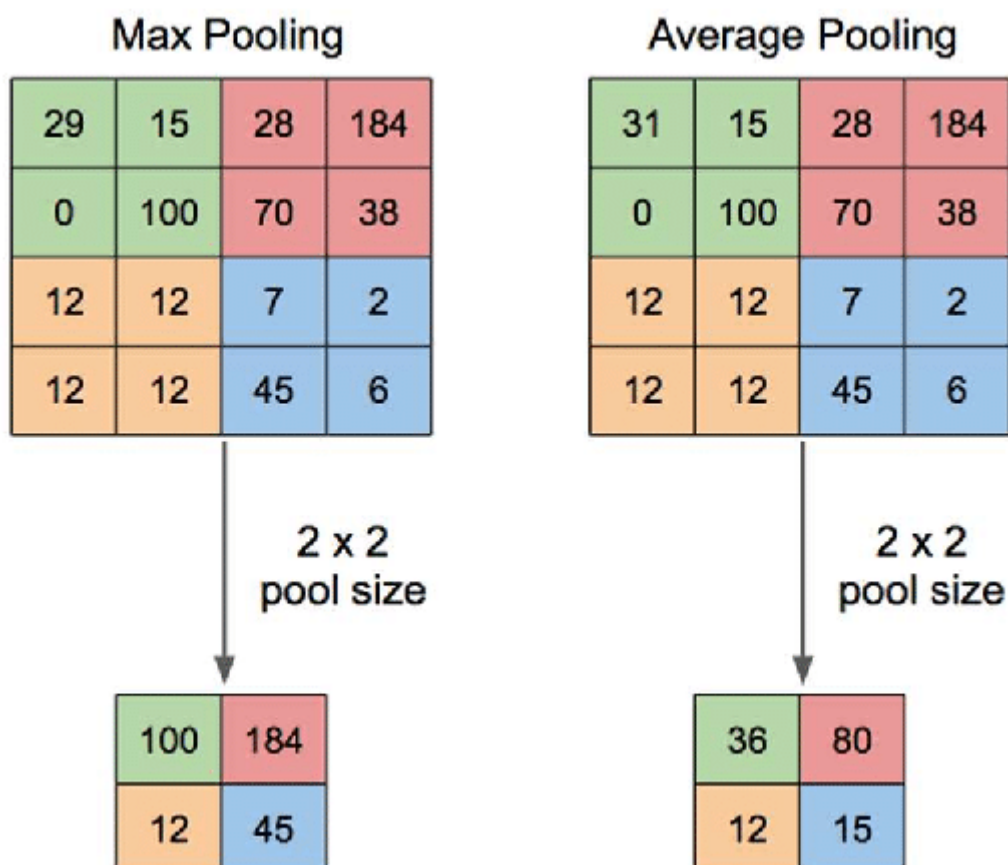 Max Pooling
29 15 28 184
0 100 70 38
12 12 7 2
12 12 45 6
2 x 2
pool size
100 184
12 45
Average Pooling
31 15 28 184
0 100 70 38
12 12 7 2
12 12 45 6
2 x 2
pool size
36 80
12 15